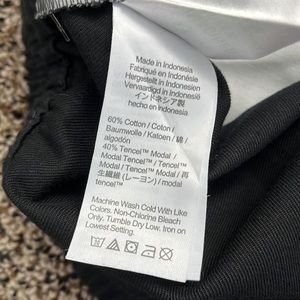 Made in Indonesia
Fabriqué en Indonésie
Hergestellt in Indonesien
Vervaardigd in Indonesië
インドネシア製
hecho en Indonesia
60% Cotton / Coton /
Baumwolle / Katoen / 綿 /
algodón
40% Tencel™ Modal /
Modal Tencel™ / Tencel™
Modal / Tencel™ Modal / 再
生繊維 (レーヨン) / modal
tencel™
Machine Wash Cold With Like
Colors. Non-Chlorine Bleach
Only. Tumble Dry Low, Iron on
Lowest Setting.